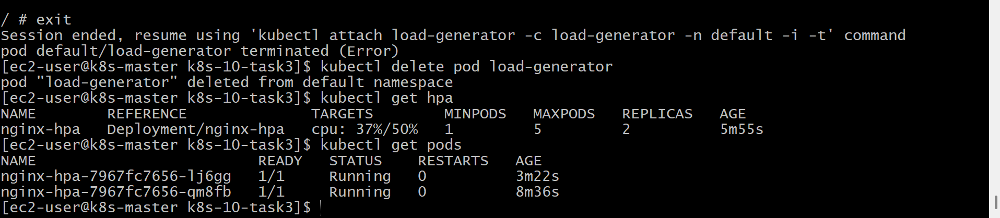 / # exit
Session ended, resume using 'kubectl attach load-generator -c load-generator -n default -i -t' command
pod default/load-generator terminated (Error)
[ec2-user@k8s-master k8s-10-task3]$ kubectl delete pod load-generator
pod "load-generator" deleted from default namespace
[ec2-user@k8s-master k8s-10-task3]$ kubectl get hpa
NAME        REFERENCE              TARGETS        MINPODS   MAXPODS   REPLICAS   AGE
nginx-hpa   Deployment/nginx-hpa   cpu: 37%/50%   1         5         2          5m55s
[ec2-user@k8s-master k8s-10-task3]$ kubectl get pods
NAME                         READY   STATUS    RESTARTS   AGE
nginx-hpa-7967fc7656-lj6gg   1/1     Running   0          3m22s
nginx-hpa-7967fc7656-qm8fb   1/1     Running   0          8m36s
[ec2-user@k8s-master k8s-10-task3]$